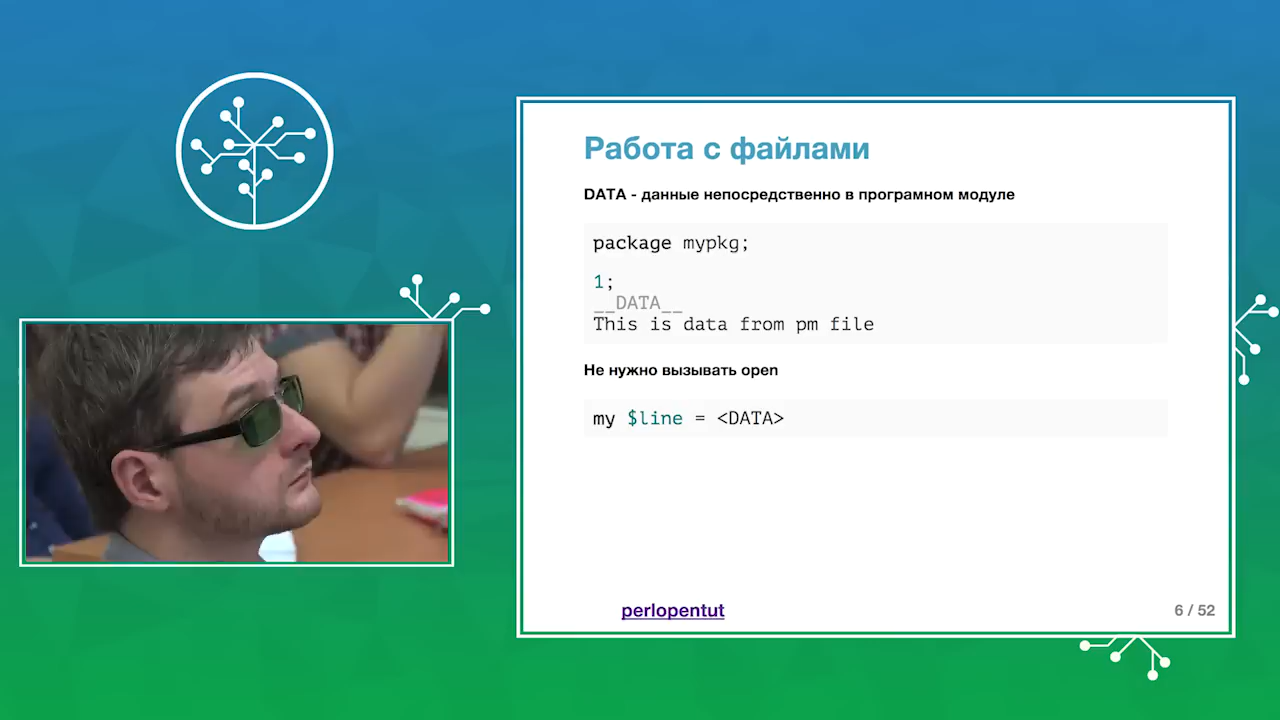 Работа с файлами
DATA - данные непосредственно в програмном модуле
package mypkg;
1;
__DATA__
This is data from pm file
Не нужно вызывать open
my $line = <DATA>
perlopentut
6 / 52